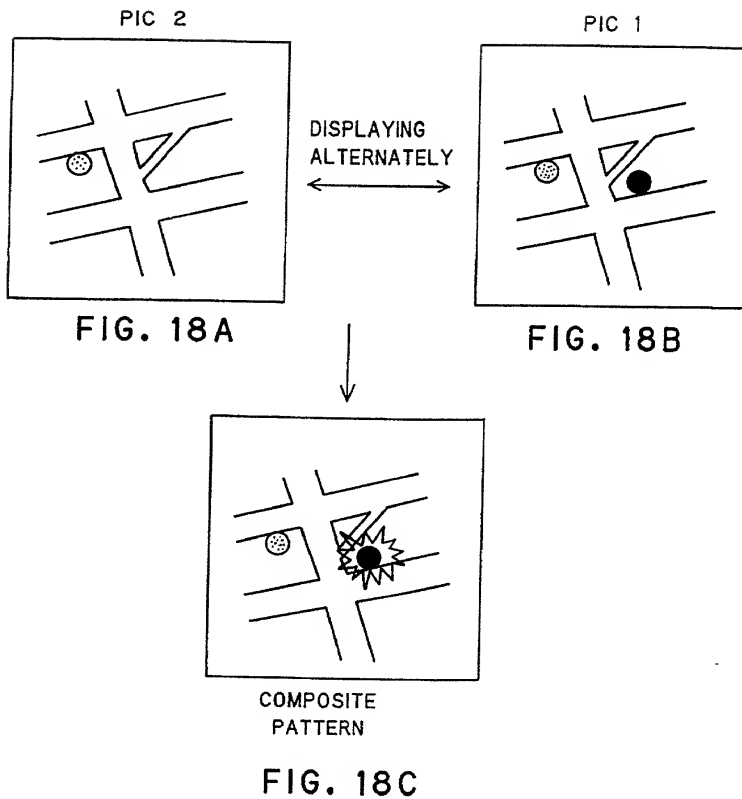 PIC 2
PIC 1
DISPLAYING
ALTERNATELY
FIG. 18A
FIG. 18B
COMPOSITE
PATTERN
FIG. 18C